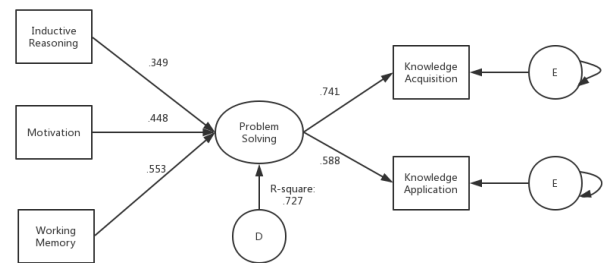 Inductive
Reasoning
.349
Motivation
.448
.553
Working
Memory
Problem
Solving
R-square:
.727
D
.741
.588
Knowledge
Acquisition
E
Knowledge
Application
E